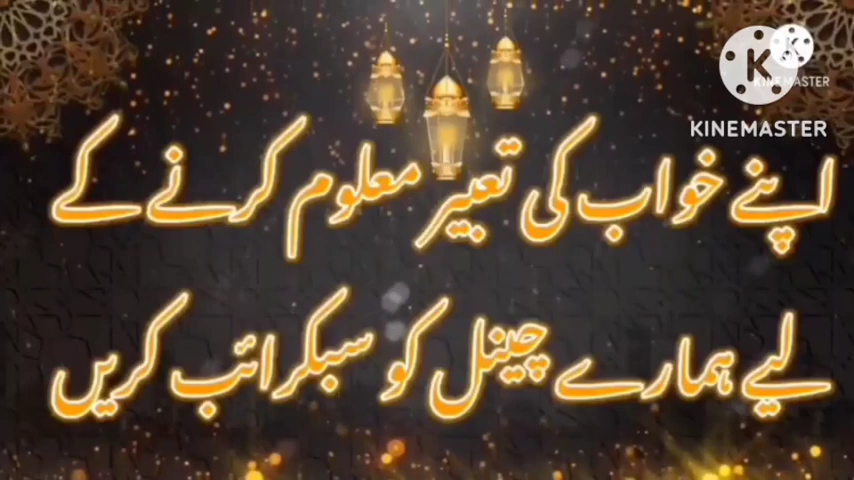 KINEMASTER
KINEMASTER
اپنے خواب کی تعبیر معلوم کرنے کے
لیے ہمارے چینل کو سبکرائب کریں